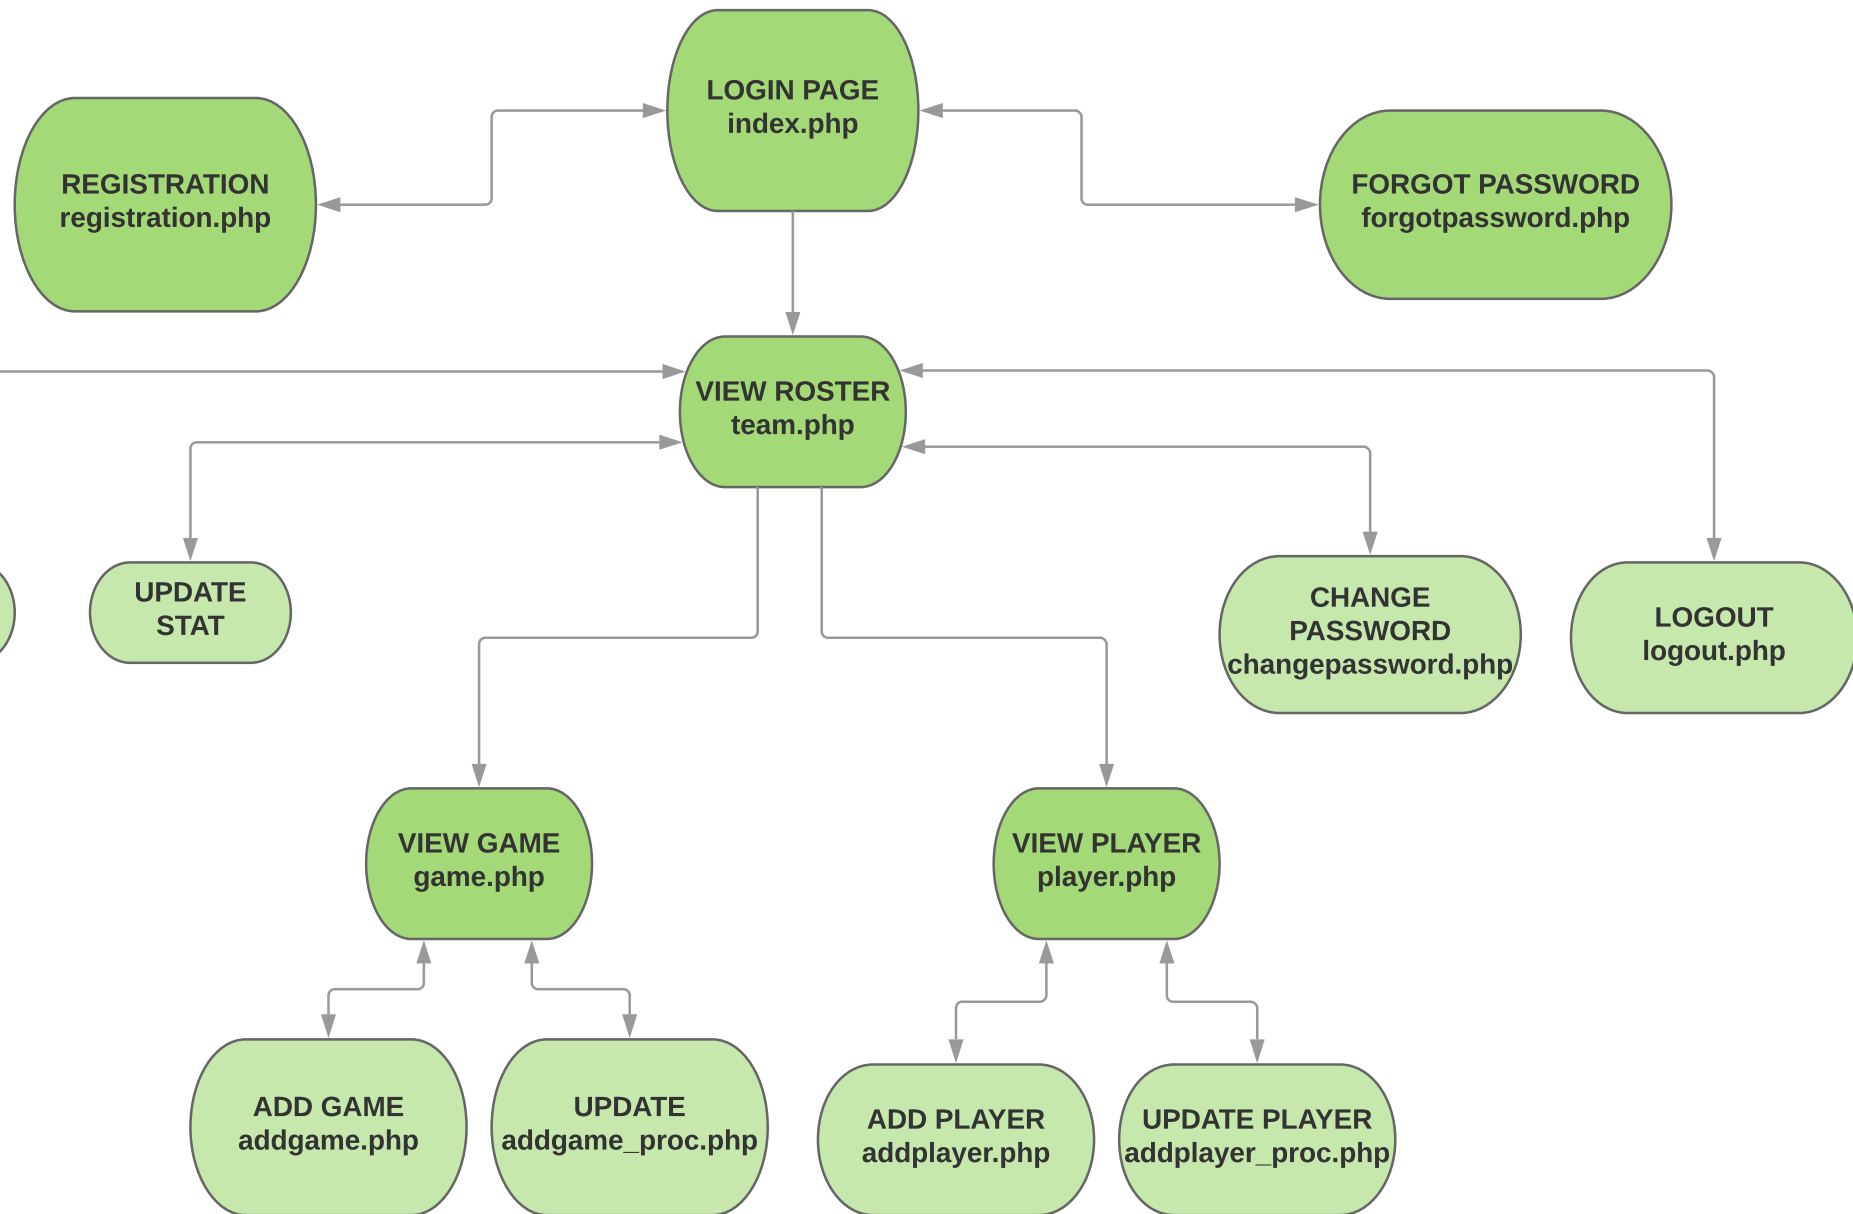 LOGIN PAGE
index.php
REGISTRATION
registration.php
FORGOT PASSWORD
forgotpassword.php
VIEW ROSTER
team.php
UPDATE
STAT
CHANGE
PASSWORD
changepassword.php
LOGOUT
logout.php
VIEW GAME
game.php
VIEW PLAYER
player.php
ADD GAME
addgame.php
UPDATE
addgame_proc.php
ADD PLAYER
addplayer.php
UPDATE PLAYER
addplayer_proc.php